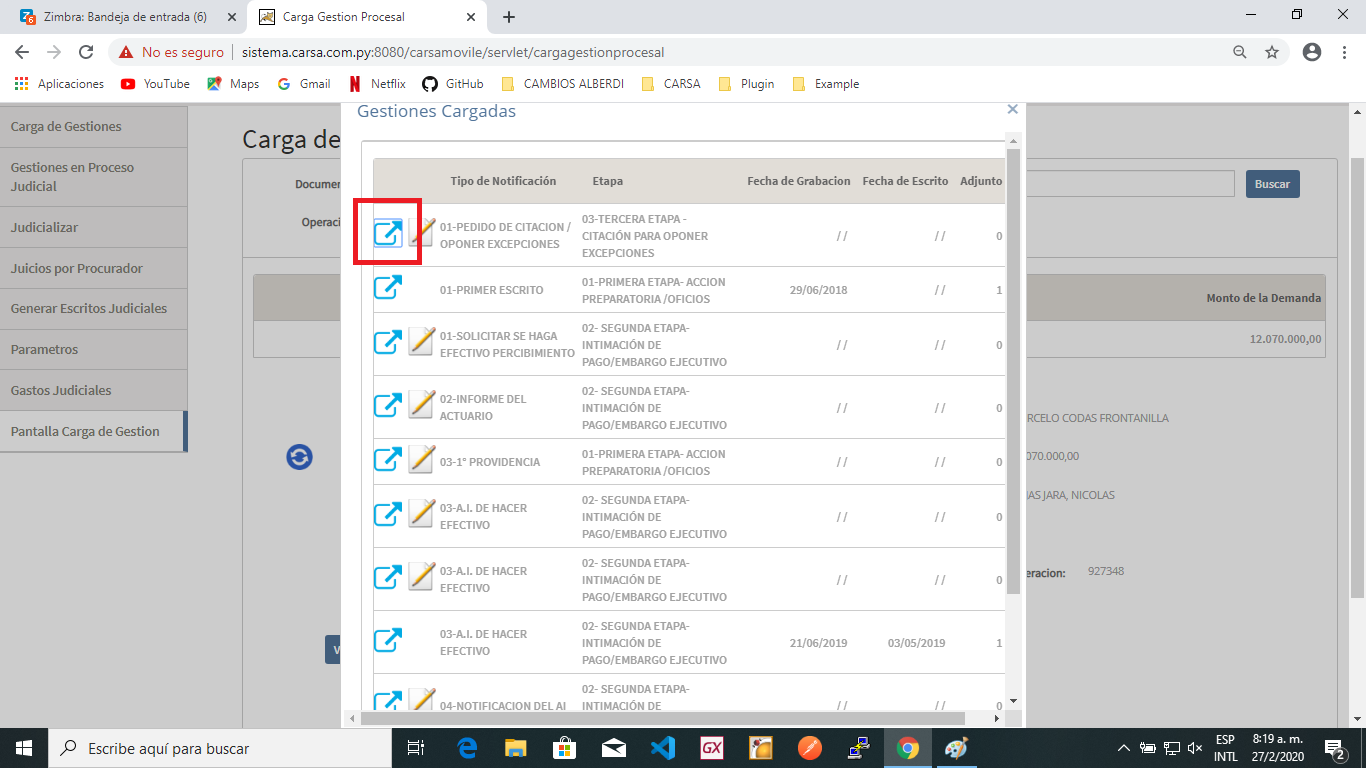 Zimbra: Bandeja de entrada (6)
Carga Gestion Procesal
No es seguro
sistema.carsa.com.py:8080/carsamovile/servlet/cargagestionprocesal
Aplicaciones
YouTube
Maps
Gmail
Netflix
GitHub
CAMBIOS ALBERDI
CARSA
Plugin
Example
Carga de Gestiones
Gestiones en Proceso
Judicial
Judicializar
Juicios por Procurador
Generar Escritos Judiciales
Parametros
Gastos Judiciales
Pantalla Carga de Gestion
Carga de
Docume
Operaci
Gestiones Cargadas
Tipo de Notificación Etapa Fecha de Grabacion Fecha de Escrito Adjunto
01-PEDIDO DE CITACION /
OPONER EXCEPCIONES
03-TERCERA ETAPA -
CITACIÓN PARA OPONER
EXCEPCIONES
/ / / / 0
01-PRIMER ESCRITO
01-PRIMERA ETAPA- ACCION
PREPARATORIA /OFICIOS
29/06/2018 / / 1
01-SOLICITAR SE HAGA
EFECTIVO PERCIBIMIENTO
02- SEGUNDA ETAPA-
INTIMACIÓN DE
PAGO/EMBARGO EJECUTIVO
/ / / / 0
02-INFORME DEL
ACTUARIO
02- SEGUNDA ETAPA-
INTIMACIÓN DE
PAGO/EMBARGO EJECUTIVO
/ / / / 0
03-1° PROVIDENCIA
01-PRIMERA ETAPA- ACCION
PREPARATORIA /OFICIOS
/ / / / 0
03-A.I. DE HACER
EFECTIVO
02- SEGUNDA ETAPA-
INTIMACIÓN DE
PAGO/EMBARGO EJECUTIVO
/ / / / 0
03-A.I. DE HACER
EFECTIVO
02- SEGUNDA ETAPA-
INTIMACIÓN DE
PAGO/EMBARGO EJECUTIVO
/ / / / 0
03-A.I. DE HACER
EFECTIVO
02- SEGUNDA ETAPA-
INTIMACIÓN DE
PAGO/EMBARGO EJECUTIVO
21/06/2019 03/05/2019 1
04-NOTIFICACION DEL AI
02- SEGUNDA ETAPA-
INTIMACIÓN DE
/ / / / 0
Buscar
Monto de la Demanda
12.070.000,00
RCELO CODAS FRONTANILLA
070.000,00
AS JARA, NICOLAS
eracion: 927348
V
Escribe aquí para buscar
GX
ESP
INTL
8:19 a. m.
27/2/2020
2